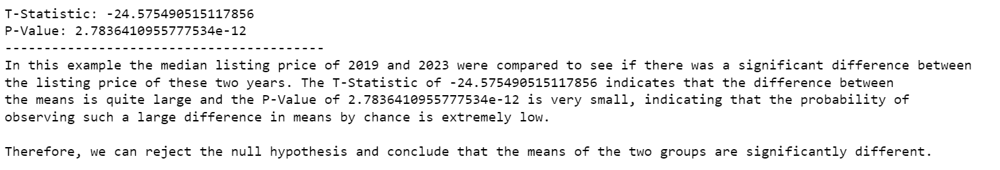 T-Statistic: -24.575490515117856
P-Value: 2.7836410955777534e-12
-----------------------------------------
In this example the median listing price of 2019 and 2023 were compared to see if there was a significant difference between
the listing price of these two years. The T-Statistic of -24.575490515117856 indicates that the difference between
the means is quite large and the P-Value of 2.7836410955777534e-12 is very small, indicating that the probability of
observing such a large difference in means by chance is extremely low.
Therefore, we can reject the null hypothesis and conclude that the means of the two groups are significantly different.